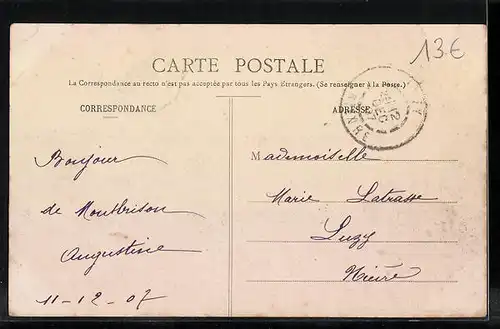 13€
CARTE POSTALE
La Correspondance au recto n'est pas acceptée par tous les Pays Etrangers. (Se renseigner à la Poste.)
CORRESPONDANCE
ADRESSE
Bonjour
de Montbrison
Augustine
11-12-07
Mademoiselle
Marie Latrasse
Luzy
Nièvre